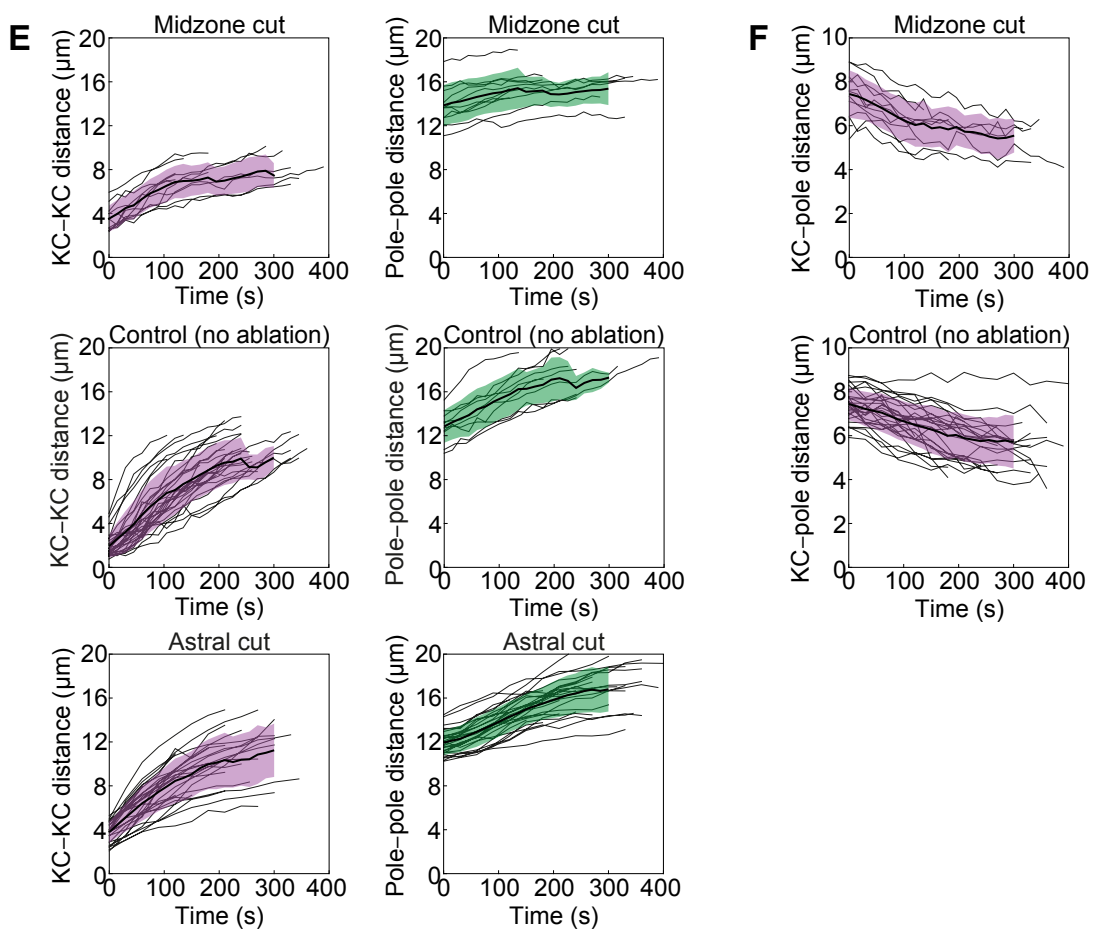 E
Midzone cut
KC–KC distance (µm)
20
16
12
8
4
0
0 100 200 300 400
Time (s)
Midzone cut
Pole–pole distance (µm)
20
16
12
8
4
0
0 100 200 300 400
Time (s)
F
Midzone cut
KC–pole distance (µm)
10
8
6
4
2
0
0 100 200 300 400
Time (s)
Control (no ablation)
KC–KC distance (µm)
20
16
12
8
4
0
0 100 200 300 400
Time (s)
Control (no ablation)
Pole–pole distance (µm)
20
16
12
8
4
0
0 100 200 300 400
Time (s)
Control (no ablation)
KC–pole distance (µm)
10
8
6
4
2
0
0 100 200 300 400
Time (s)
Astral cut
KC–KC distance (µm)
20
16
12
8
4
0
0 100 200 300 400
Time (s)
Astral cut
Pole–pole distance (µm)
20
16
12
8
4
0
0 100 200 300 400
Time (s)